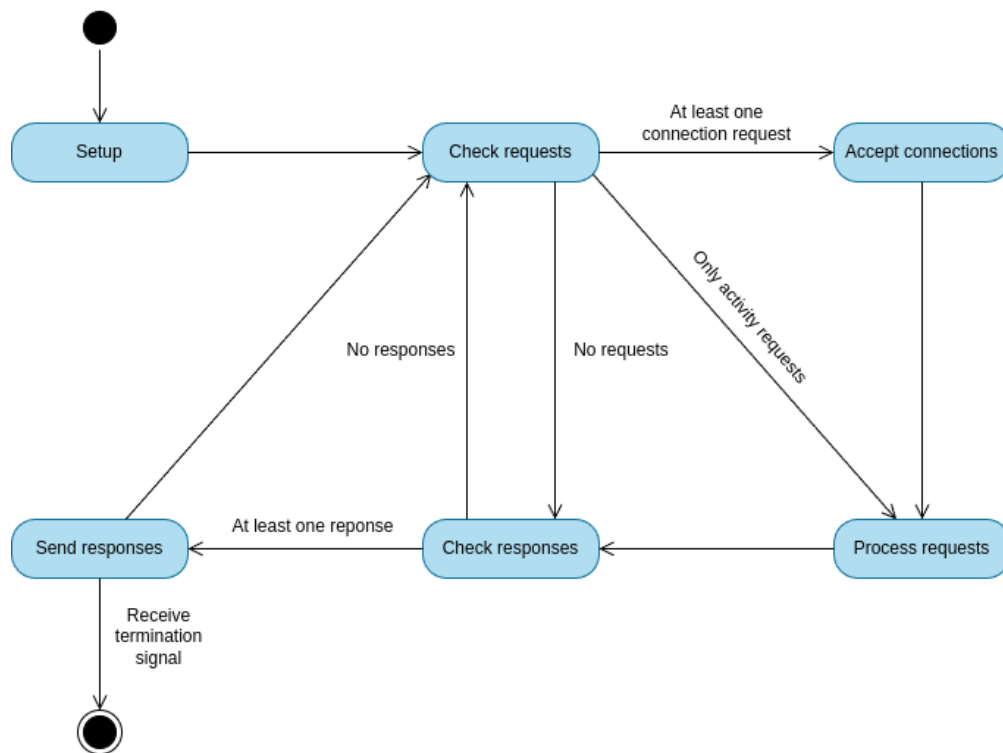 Setup
Check requests
At least one
connection request
Accept connections
Only activity requests
No responses
No requests
Send responses
At least one reponse
Check responses
Process requests
Receive
termination
signal